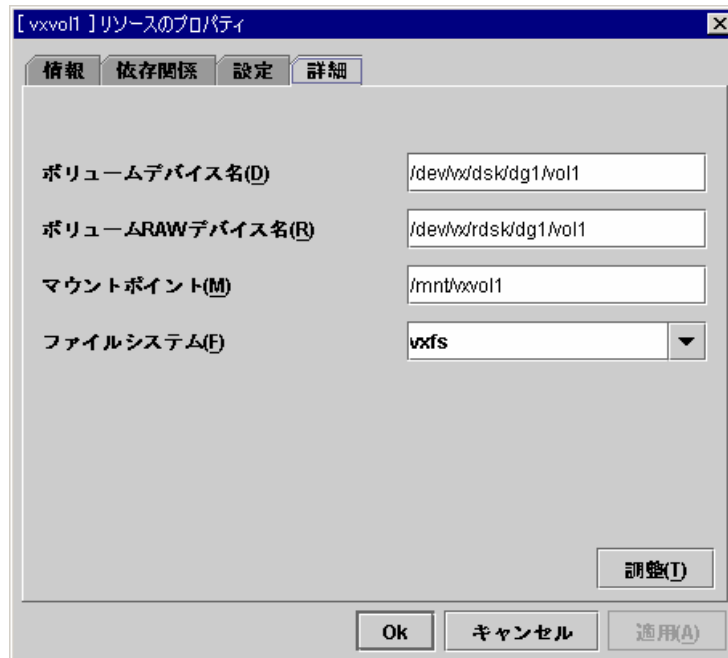 [ vxvol1 ]リソースのプロパティ
情報 依存関係 設定 詳細
ボリュームデバイス名(D) /dev/vx/dsk/dg1/vol1
ボリュームRAWデバイス名(R) /dev/vx/rdsk/dg1/vol1
マウントポイント(M) /mnt/vxvol1
ファイルシステム(F) vxfs
調整(T)
Ok キャンセル 適用(A)